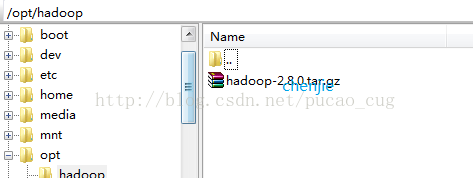 /opt/hadoop
boot
dev
etc
home
media
mnt
opt
hadoop
Name
..
hadoop-2.8.0.tar.gz
chenjie
http://blog.csdn.net/pucao_cug